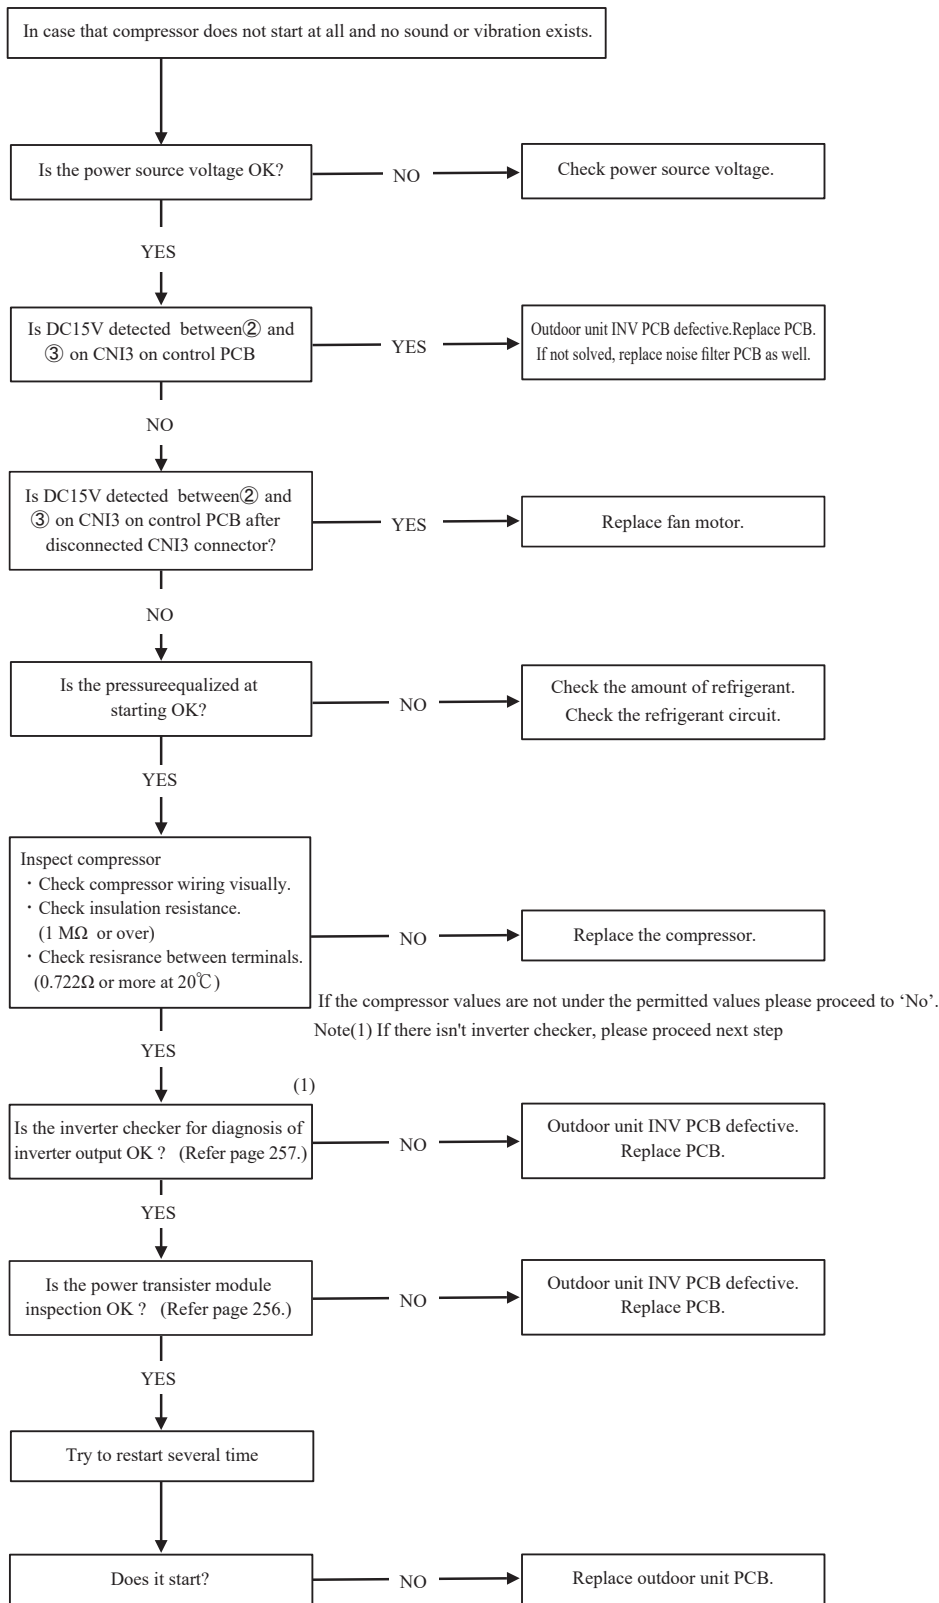 In case that compressor does not start at all and no sound or vibration exists.
Is the power source voltage OK?
NO
Check power source voltage.
YES
Is DC15V detected between② and
③ on CNI3 on control PCB
YES
Outdoor unit INV PCB defective.Replace PCB.
If not solved, replace noise filter PCB as well.
NO
Is DC15V detected between② and
③ on CNI3 on control PCB after
disconnected CNI3 connector?
YES
Replace fan motor.
NO
Is the pressureequalized at
starting OK?
NO
Check the amount of refrigerant.
Check the refrigerant circuit.
YES
Inspect compressor
・Check compressor wiring visually.
・Check insulation resistance.
(1 MΩ or over)
・Check resisrance between terminals.
(0.722Ω or more at 20℃)
NO
Replace the compressor.
If the compressor values are not under the permitted values please proceed to ‘No’.
Note(1) If there isn't inverter checker, please proceed next step
YES
(1)
Is the inverter checker for diagnosis of
inverter output OK ? (Refer page 257.)
NO
Outdoor unit INV PCB defective.
Replace PCB.
YES
Is the power transister module
inspection OK ? (Refer page 256.)
NO
Outdoor unit INV PCB defective.
Replace PCB.
YES
Try to restart several time
Does it start?
NO
Replace outdoor unit PCB.